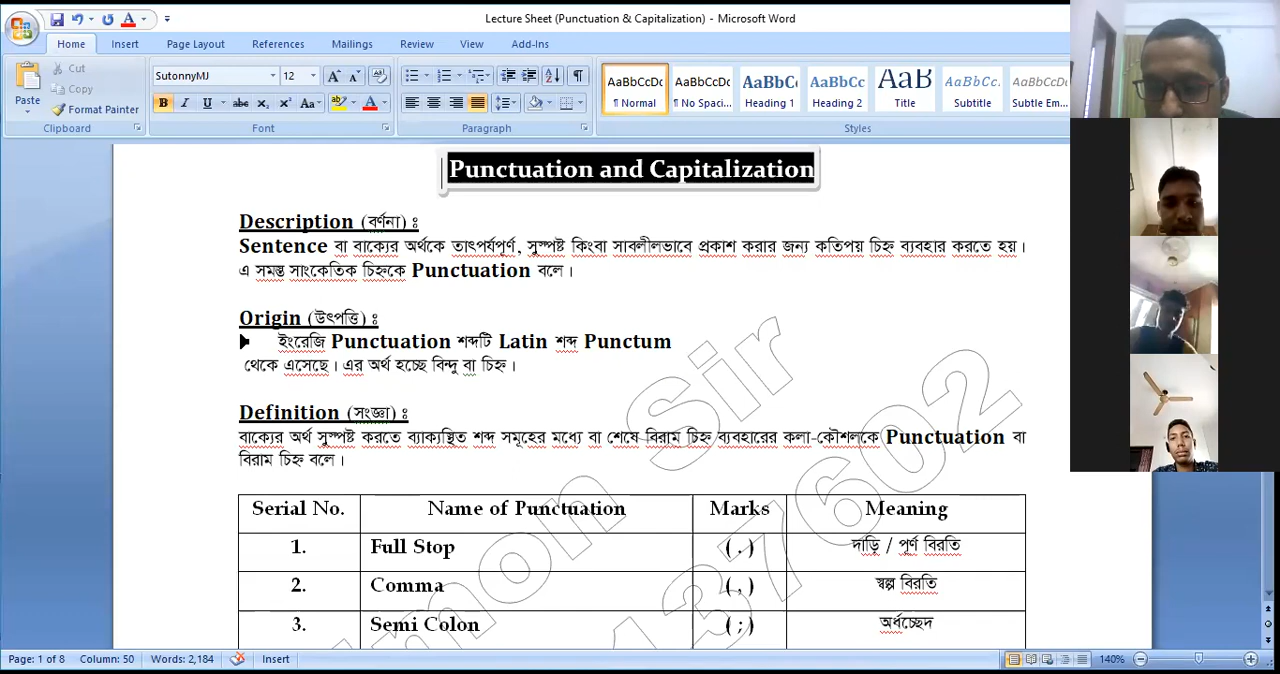 Lecture Sheet (Punctuation & Capitalization) - Microsoft Word
Home Insert Page Layout References Mailings Review View Add-Ins
Paste
Cut
Copy
Format Painter
Clipboard
SutonnyMJ 12
Font
Paragraph
AaBbCcDc AaBbCcDc AaBbCc AaBbCc AaB AaBbCc. AaBbCcDc
¶ Normal ¶ No Spaci... Heading 1 Heading 2 Title Subtitle Subtle Em...
Styles
Punctuation and Capitalization
Description (বর্ণনা) ঃ
Sentence বা বাক্যের অর্থকে তাৎপর্যপূর্ণ, সুস্পষ্ট কিংবা সাবলীলভাবে প্রকাশ করার জন্য কতিপয় চিহ্ন ব্যবহার করতে হয়।
এ সমস্ত সাংকেতিক চিহ্নকে Punctuation বলে।
Origin (উৎপত্তি) ঃ
ইংরেজি Punctuation শব্দটি Latin শব্দ Punctum
থেকে এসেছে। এর অর্থ হচ্ছে বিন্দু বা চিহ্ন।
Definition (সংজ্ঞা) ঃ
বাক্যের অর্থ সুস্পষ্ট করতে ব্যাক্যস্থিত শব্দ সমূহের মধ্যে বা শেষে বিরাম চিহ্ন ব্যবহারের কলা-কৌশলকে Punctuation বা
বিরাম চিহ্ন বলে।
Serial No. Name of Punctuation Marks Meaning
1. Full Stop ( . ) দাঁড়ি / পূর্ণ বিরতি
2. Comma ( , ) স্বল্প বিরতি
3. Semi Colon ( ; ) অর্ধচ্ছেদ
Sir
37602
Page: 1 of 8 Column: 50 Words: 2,184 Insert 140%